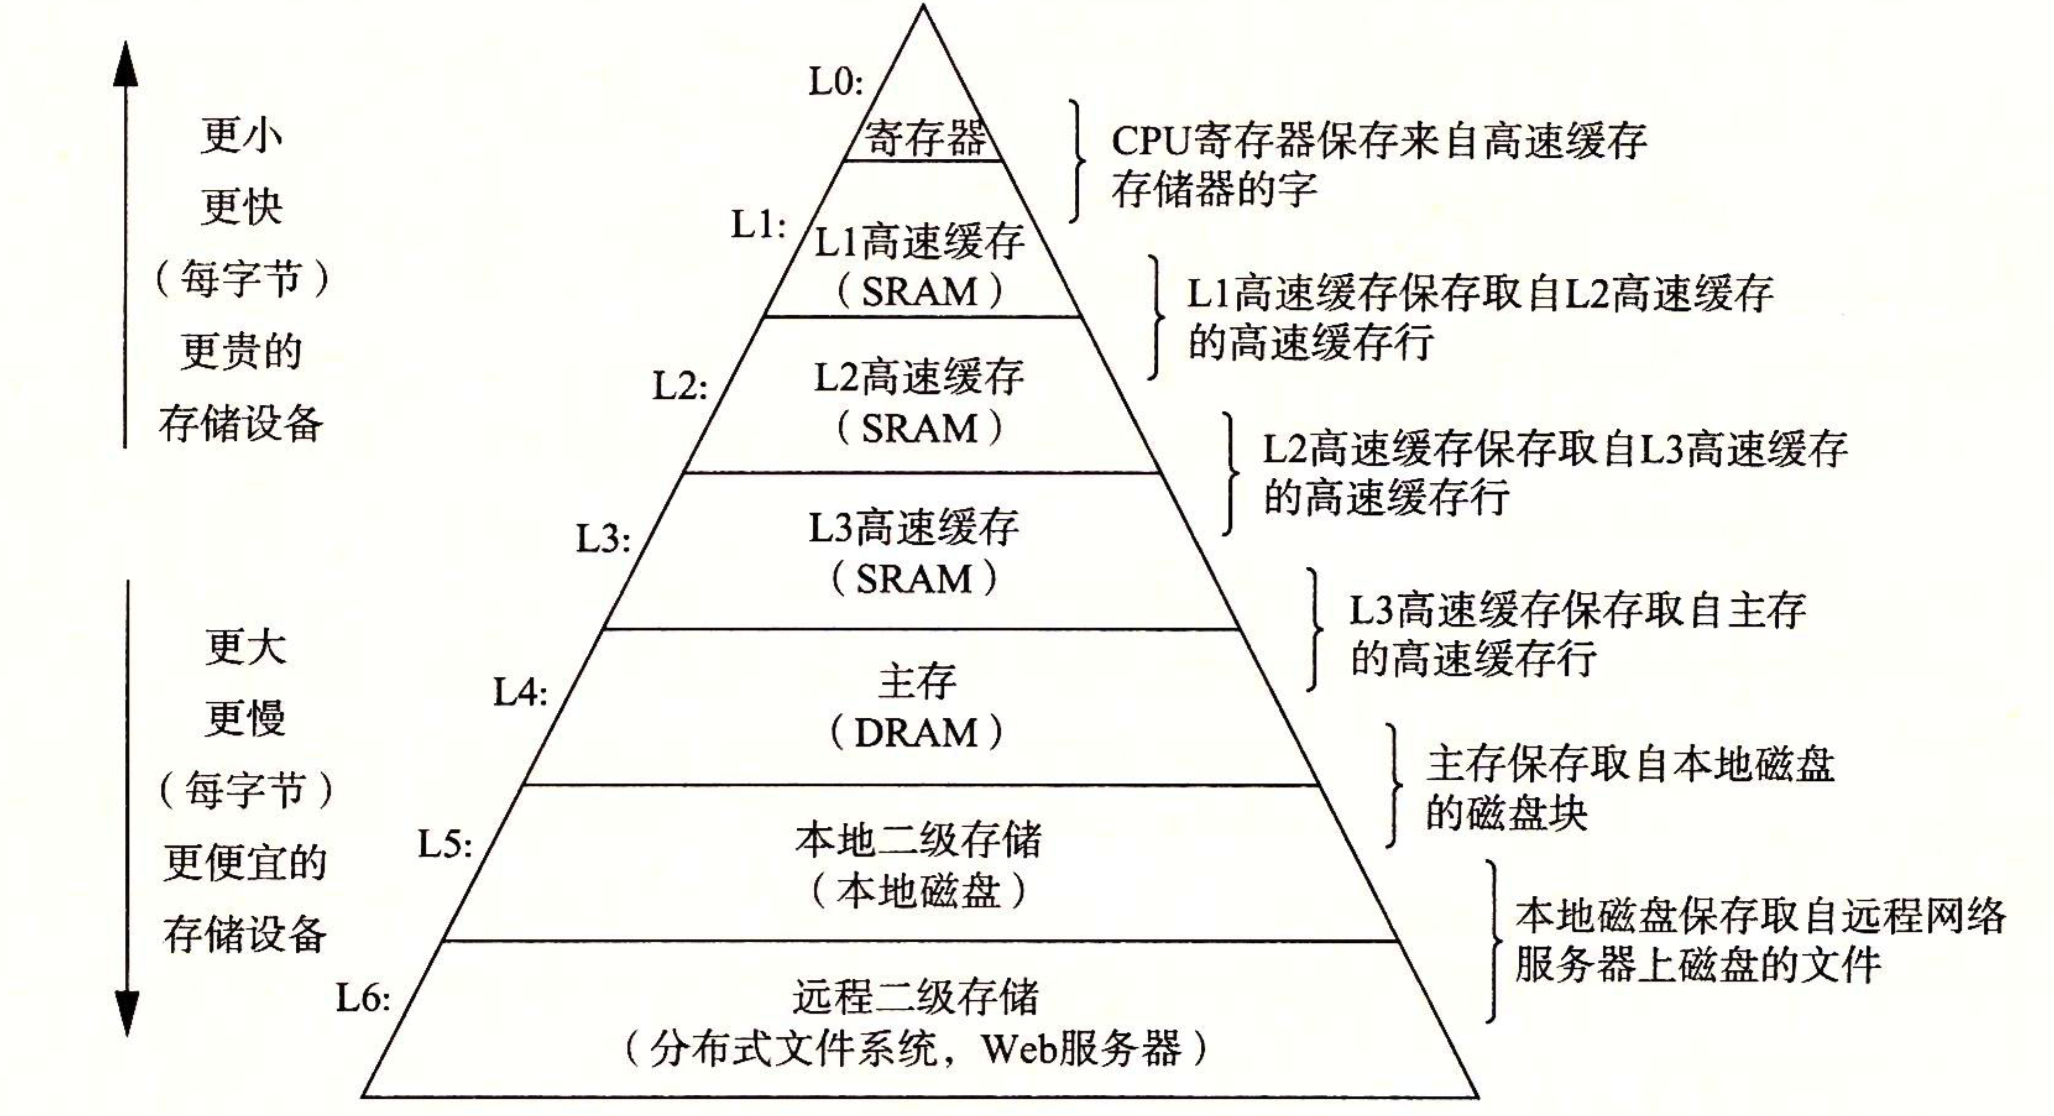 更小
更快
（每字节）
更贵的
存储设备
更大
更慢
（每字节）
更便宜的
存储设备
L0:
寄存器
CPU寄存器保存来自高速缓存
存储器的字
L1:
L1高速缓存
（SRAM）
L1高速缓存保存取自L2高速缓存
的高速缓存行
L2:
L2高速缓存
（SRAM）
L2高速缓存保存取自L3高速缓存
的高速缓存行
L3:
L3高速缓存
（SRAM）
L3高速缓存保存取自主存
的高速缓存行
L4:
主存
（DRAM）
主存保存取自本地磁盘
的磁盘块
L5:
本地二级存储
（本地磁盘）
本地磁盘保存取自远程网络
服务器上磁盘的文件
L6:
远程二级存储
（分布式文件系统，Web服务器）